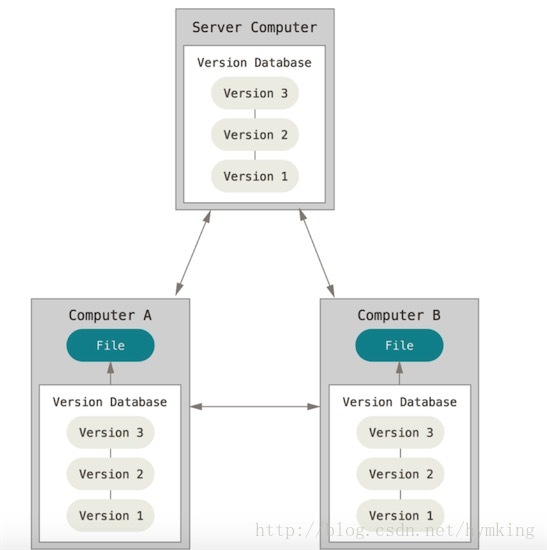 Server Computer
Version Database
Version 3
Version 2
Version 1
Computer A
File
Version Database
Version 3
Version 2
Version 1
Computer B
File
Version Database
Version 3
Version 2
Version 1
http://blog.csdn.net/hymking